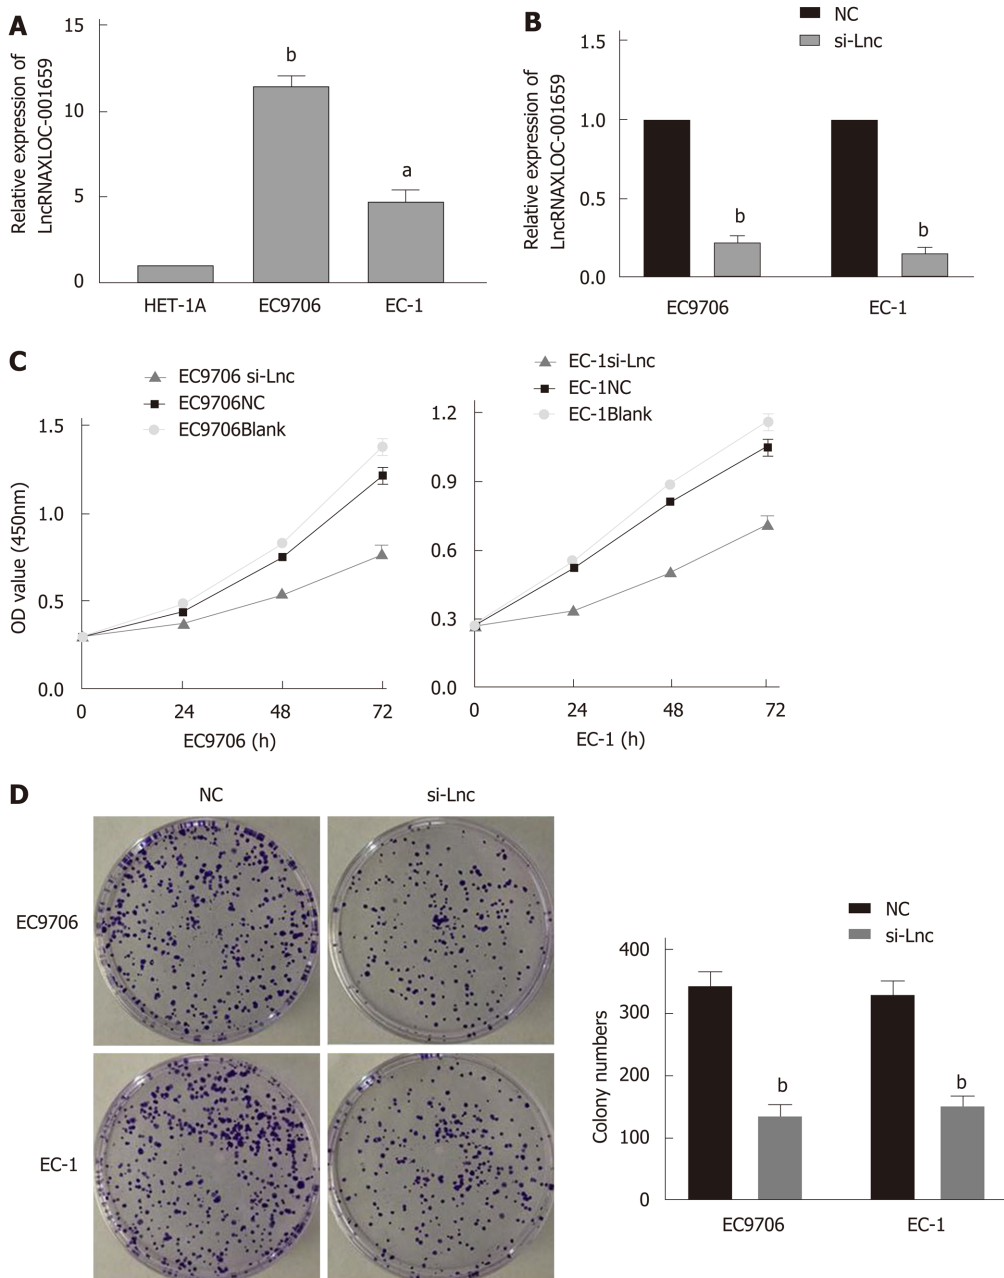 A
Relative expression of
LncRNAXLOC-001659
15
10
5
0
b
a
HET-1A
EC9706
EC-1
B
NC
si-Lnc
Relative expression of
LncRNAXLOC-001659
1.5
1.0
0.5
0.0
b
b
EC9706
EC-1
C
EC9706 si-Lnc
EC9706NC
EC9706Blank
OD value (450nm)
1.5
1.0
0.5
0.0
0
24
48
72
EC9706 (h)
EC-1si-Lnc
EC-1NC
EC-1Blank
1.2
0.9
0.6
0.3
0.0
0
24
48
72
EC-1 (h)
D
NC
si-Lnc
EC9706
EC-1
NC
si-Lnc
Colony numbers
400
300
200
100
0
b
b
EC9706
EC-1